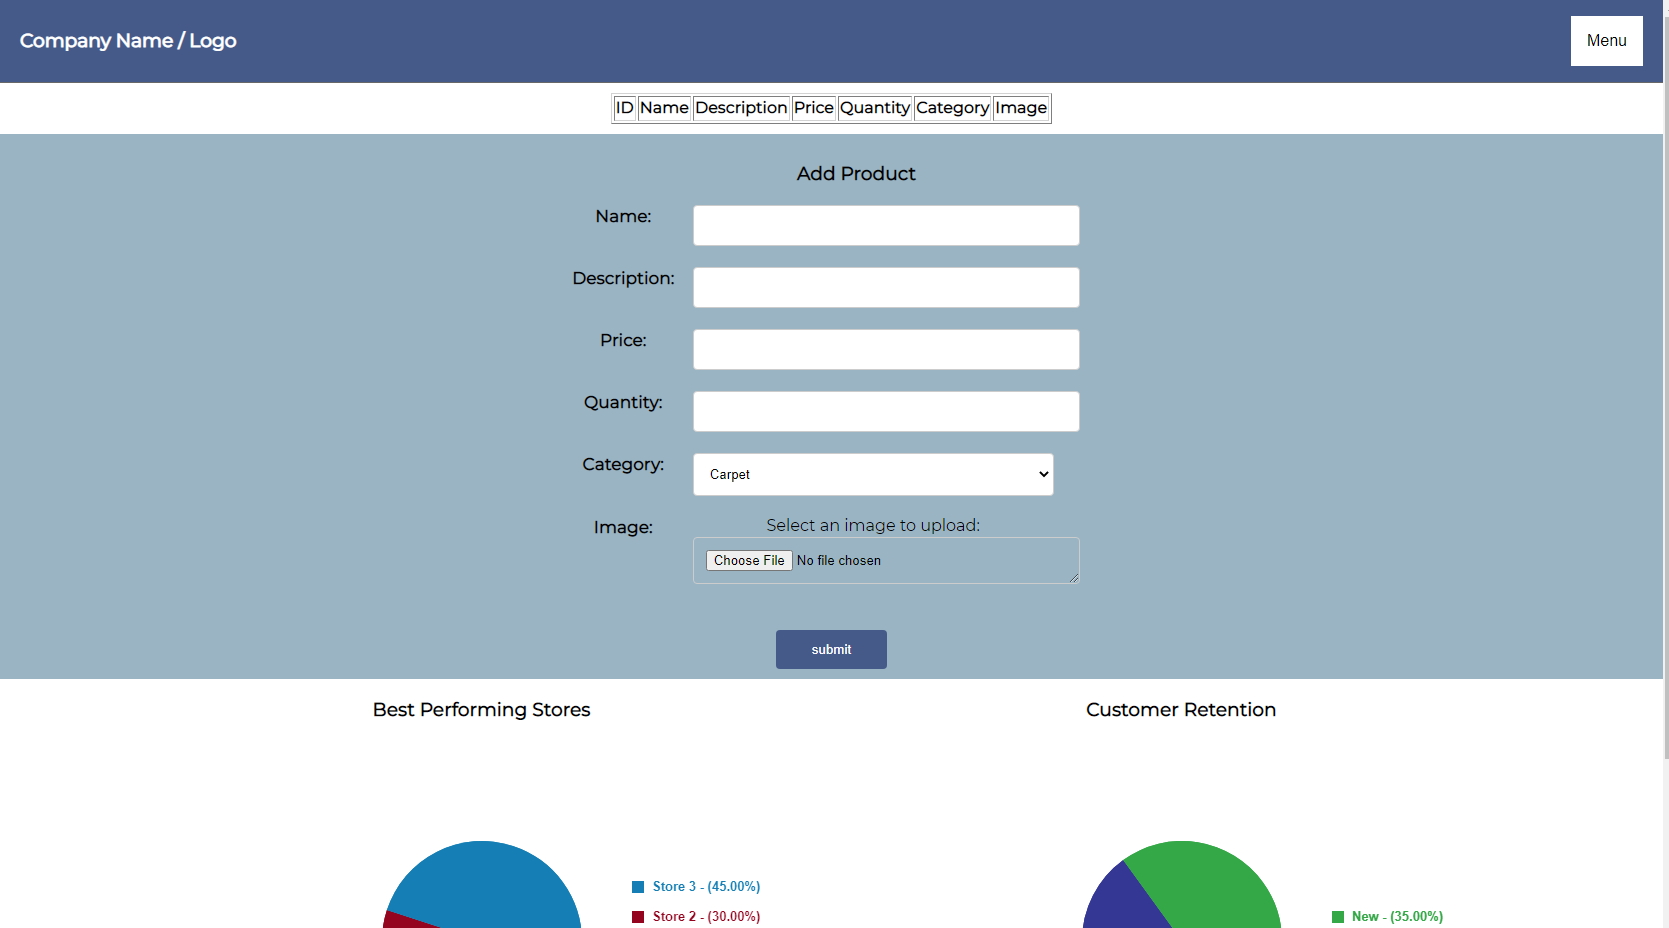 Company Name / Logo
Menu
ID Name Description Price Quantity Category Image
Add Product
Name:
Description:
Price:
Quantity:
Category:
Carpet
Image:
Select an image to upload:
Choose File No file chosen
submit
Best Performing Stores
Store 3 - (45.00%)
Store 2 - (30.00%)
Customer Retention
New - (35.00%)